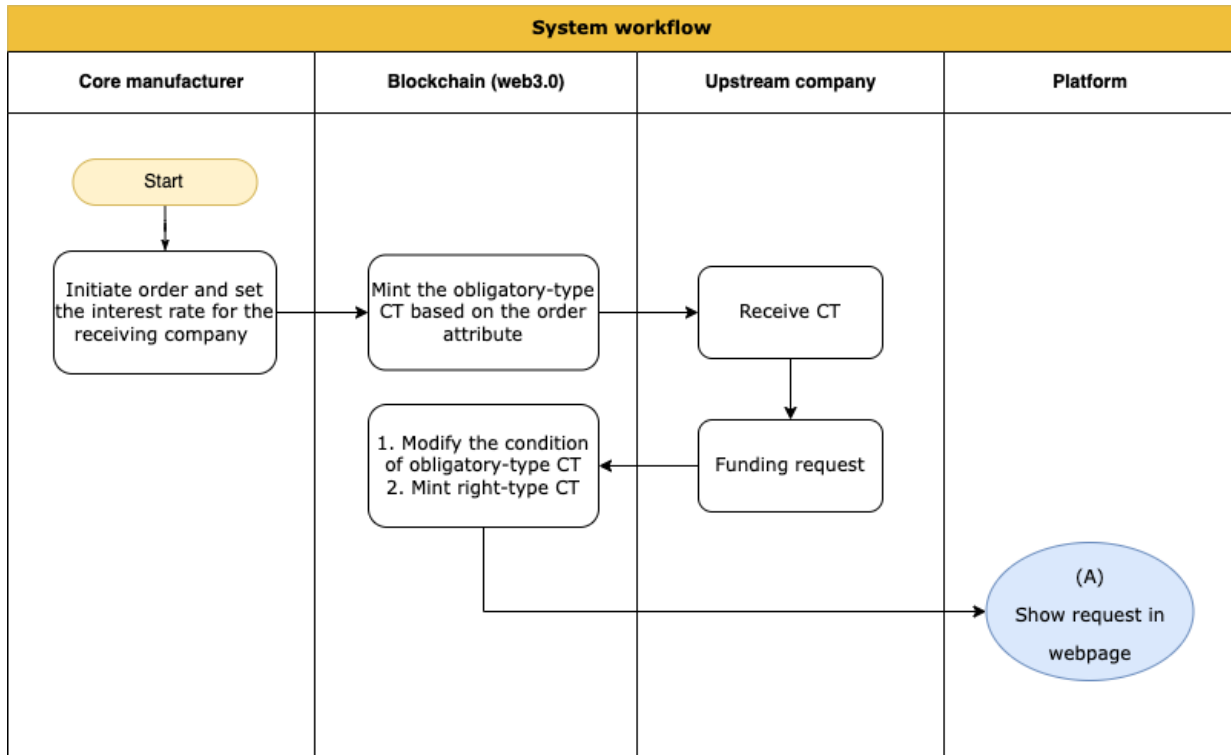 System workflow
Core manufacturer
Blockchain (web3.0)
Upstream company
Platform
Start
Initiate order and set
the interest rate for the
receiving company
Mint the obligatory-type
CT based on the order
attribute
Receive CT
1. Modify the condition
of obligatory-type CT
2. Mint right-type CT
Funding request
(A)
Show request in
webpage